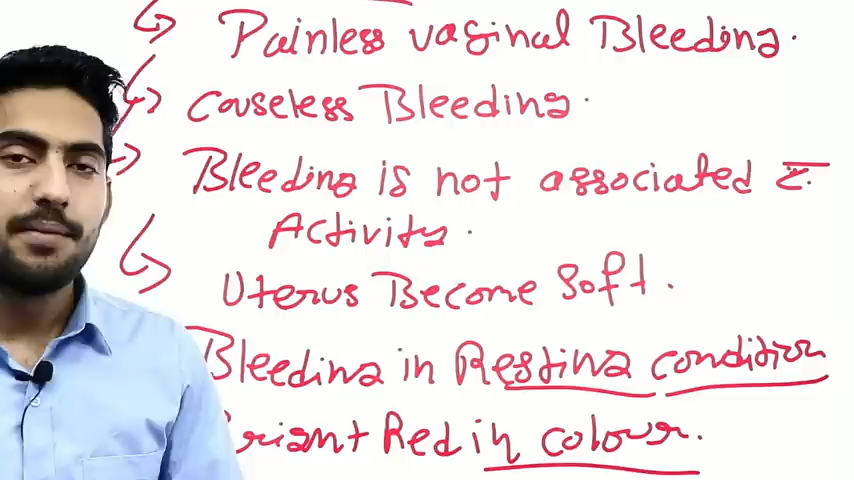 Painless vaginal Bleeding.
Causeless Bleeding.
Bleeding is not associated c̅
Activity.
Uterus Become Soft.
Bleeding in Resting condition
Red in colour.